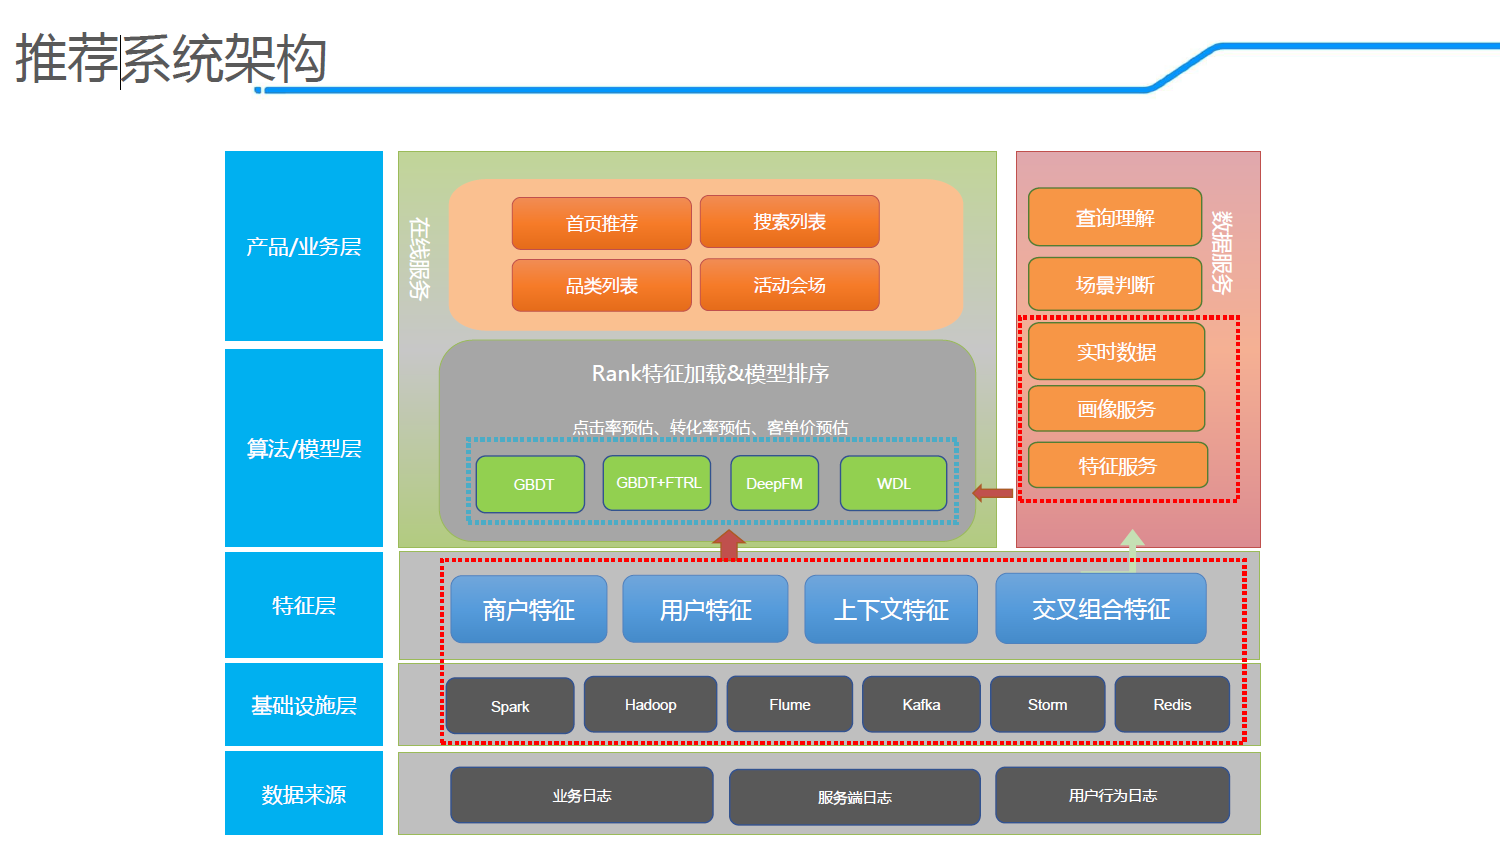 推荐系统架构
产品/业务层
在线服务
首页推荐
搜索列表
品类列表
活动会场
数据服务
查询理解
场景判断
实时数据
画像服务
特征服务
算法/模型层
Rank特征加载&模型排序
点击率预估、转化率预估、客单价预估
GBDT
GBDT+FTRL
DeepFM
WDL
特征层
商户特征
用户特征
上下文特征
交叉组合特征
基础设施层
Spark
Hadoop
Flume
Kafka
Storm
Redis
数据来源
业务日志
服务端日志
用户行为日志